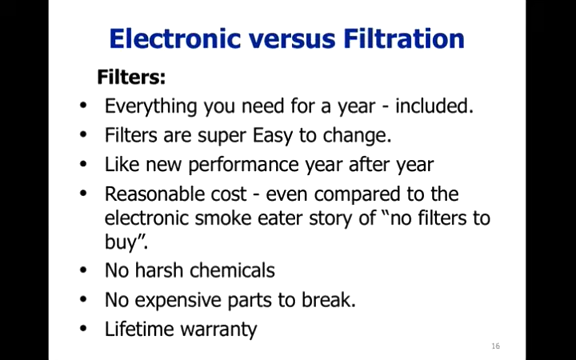 Electronic versus Filtration
Filters:
• Everything you need for a year - included.
• Filters are super Easy to change.
• Like new performance year after year
• Reasonable cost - even compared to the
electronic smoke eater story of “no filters to
buy”.
• No harsh chemicals
• No expensive parts to break.
• Lifetime warranty
16